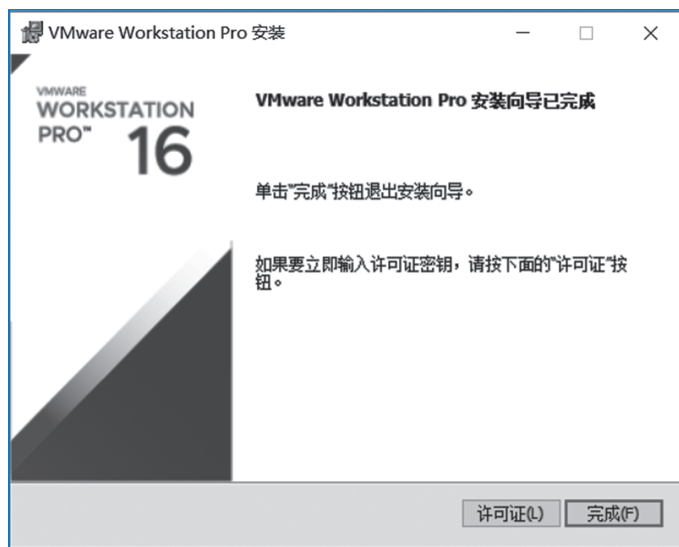 VMware Workstation Pro 安装
VMWARE
WORKSTATION
PRO™ 16
VMware Workstation Pro 安装向导已完成
单击"完成"按钮退出安装向导。
如果要立即输入许可证密钥，请按下面的"许可证"按
钮。
许可证(L) 完成(F)